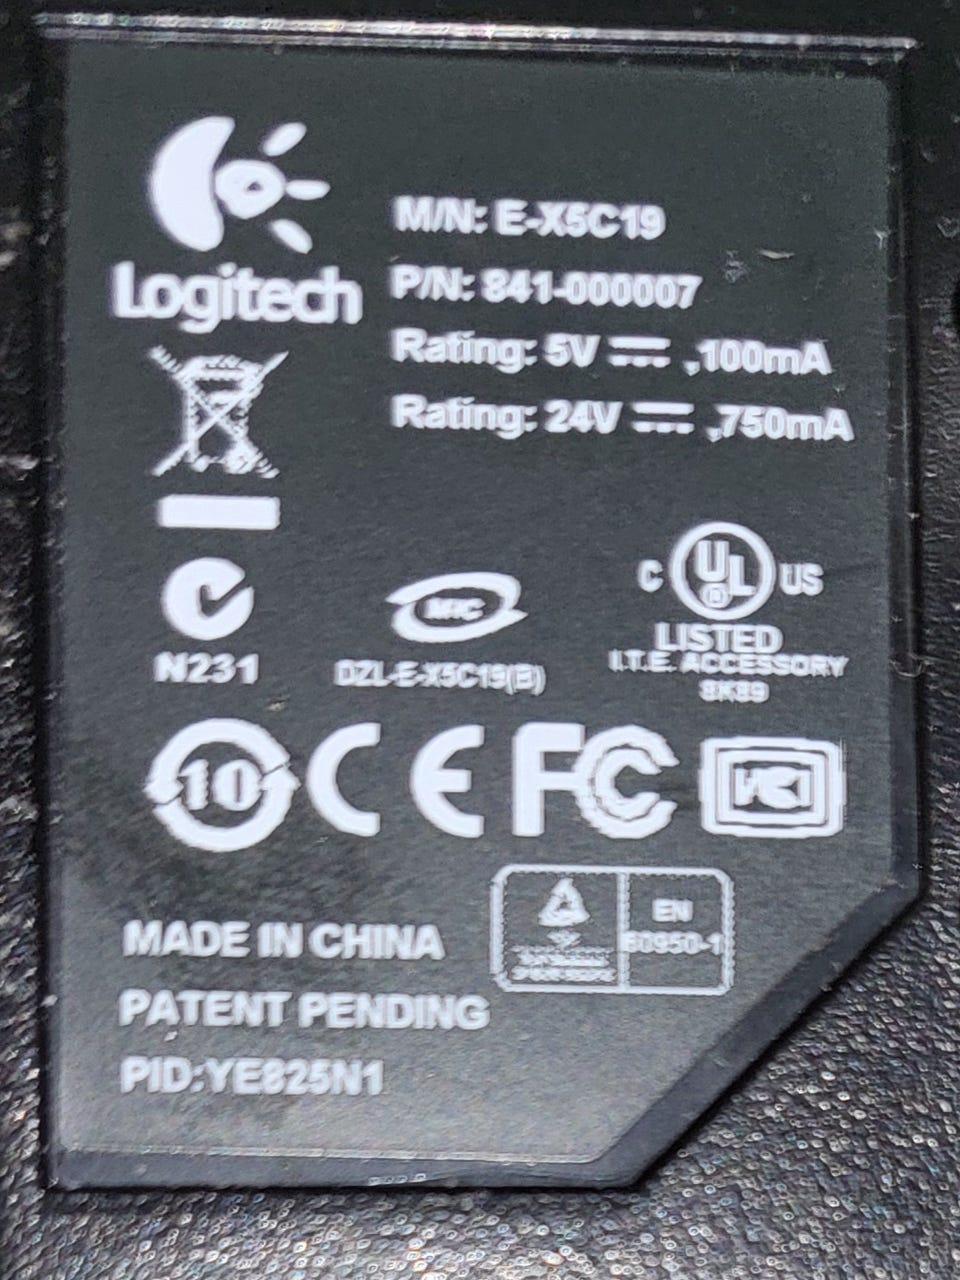 Logitech
M/N: E-X5C19
P/N: 841-000007
Rating: 5V ⎓ ,100mA
Rating: 24V ⎓ ,750mA
N231
MIC
DZL-E-X5C19(B)
C UL US
®
LISTED
I.T.E. ACCESSORY
8K89
10
CE FC
MADE IN CHINA
EN
60950-1
PATENT PENDING
PID:YE825N1